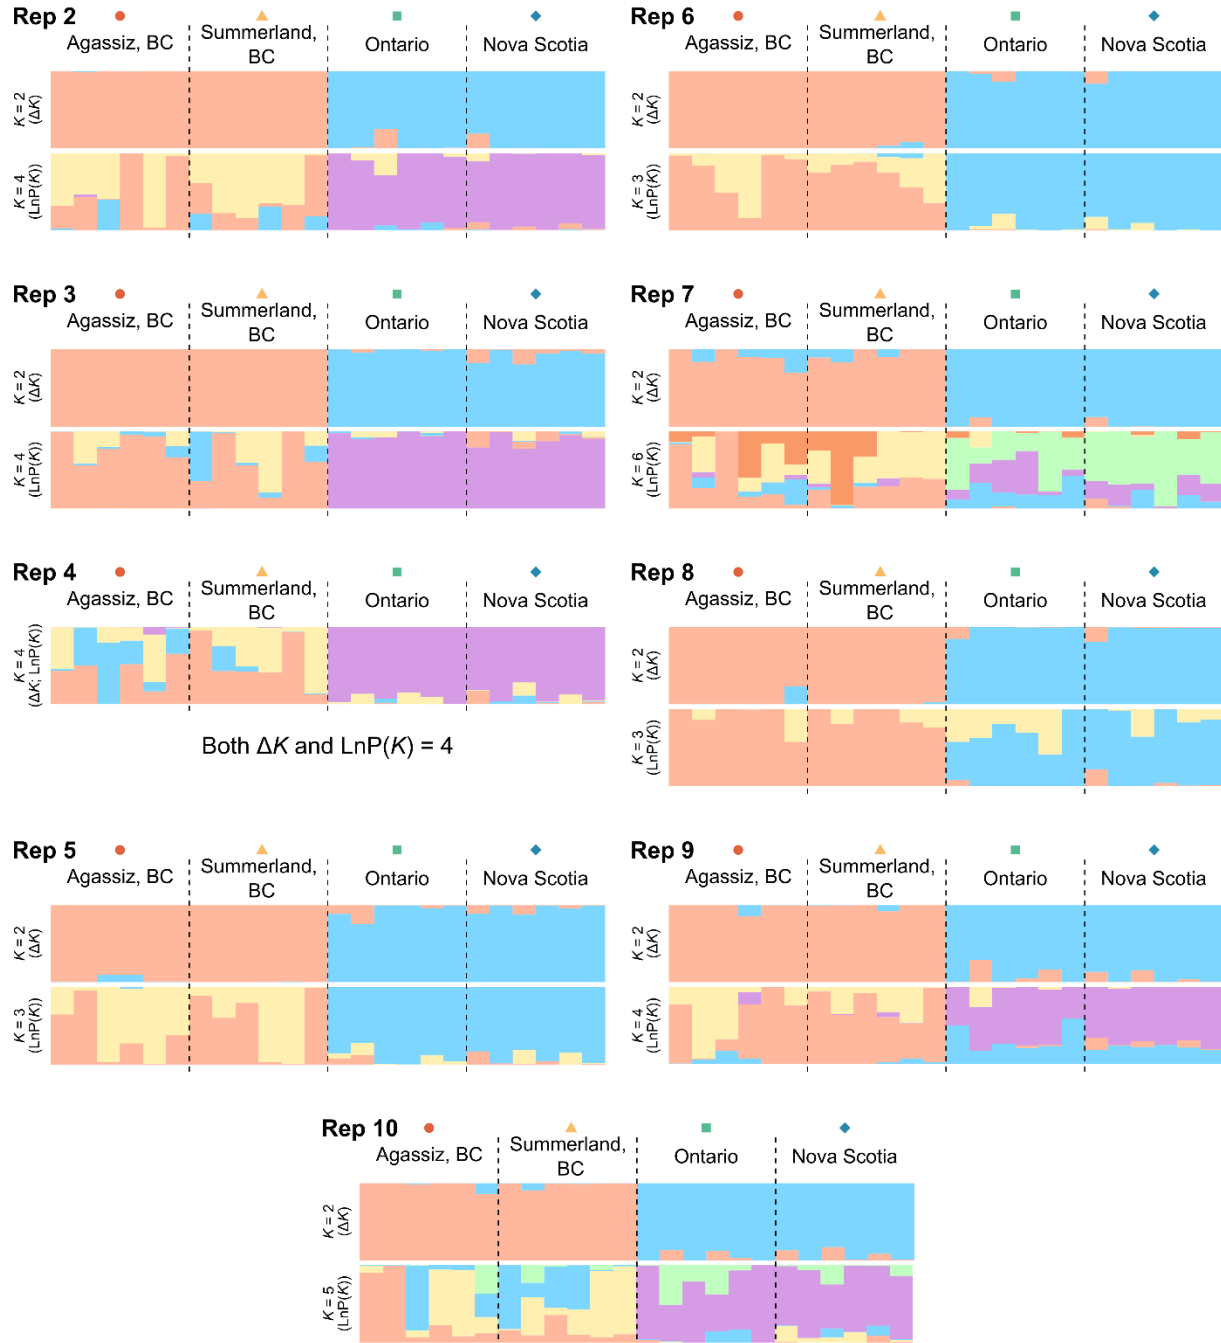 Rep 2
Agassiz, BC
Summerland,
BC
Ontario
Nova Scotia
K = 2
(ΔK)
K = 4
(LnP(K))
Rep 6
Agassiz, BC
Summerland,
BC
Ontario
Nova Scotia
K = 2
(ΔK)
K = 3
(LnP(K))
Rep 3
Agassiz, BC
Summerland,
BC
Ontario
Nova Scotia
K = 2
(ΔK)
K = 4
(LnP(K))
Rep 7
Agassiz, BC
Summerland,
BC
Ontario
Nova Scotia
K = 2
(ΔK)
K = 6
(LnP(K))
Rep 4
Agassiz, BC
Summerland,
BC
Ontario
Nova Scotia
K = 4
(ΔK; LnP(K))
Both ΔK and LnP(K) = 4
Rep 8
Agassiz, BC
Summerland,
BC
Ontario
Nova Scotia
K = 2
(ΔK)
K = 3
(LnP(K))
Rep 5
Agassiz, BC
Summerland,
BC
Ontario
Nova Scotia
K = 2
(ΔK)
K = 3
(LnP(K))
Rep 9
Agassiz, BC
Summerland,
BC
Ontario
Nova Scotia
K = 2
(ΔK)
K = 4
(LnP(K))
Rep 10
Agassiz, BC
Summerland,
BC
Ontario
Nova Scotia
K = 2
(ΔK)
K = 5
(LnP(K))